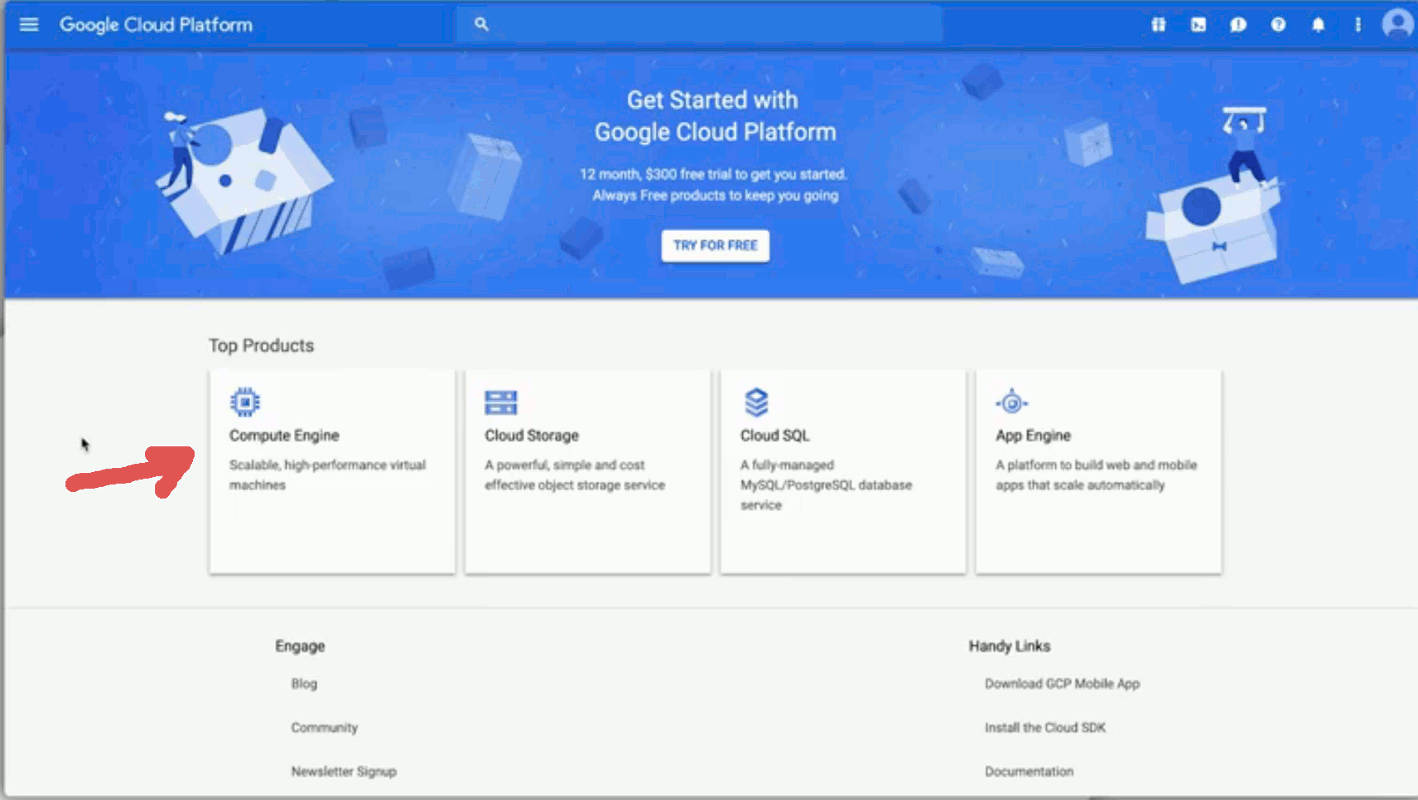 Google Cloud Platform
Get Started with
Google Cloud Platform
12 month, $300 free trial to get you started.
Always Free products to keep you going
TRY FOR FREE
Top Products
Compute Engine
Scalable, high-performance virtual
machines
Cloud Storage
A powerful, simple and cost
effective object storage service
Cloud SQL
A fully-managed
MySQL/PostgreSQL database
service
App Engine
A platform to build web and mobile
apps that scale automatically
Engage
Blog
Community
Newsletter Signup
Handy Links
Download GCP Mobile App
Install the Cloud SDK
Documentation